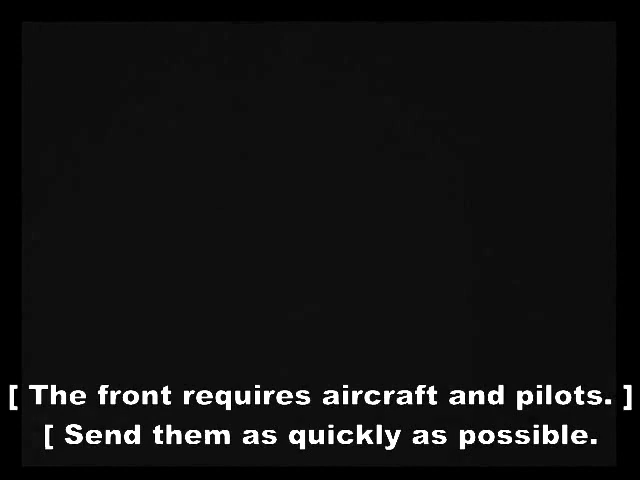 [ The front requires aircraft and pilots. ]
[ Send them as quickly as possible.